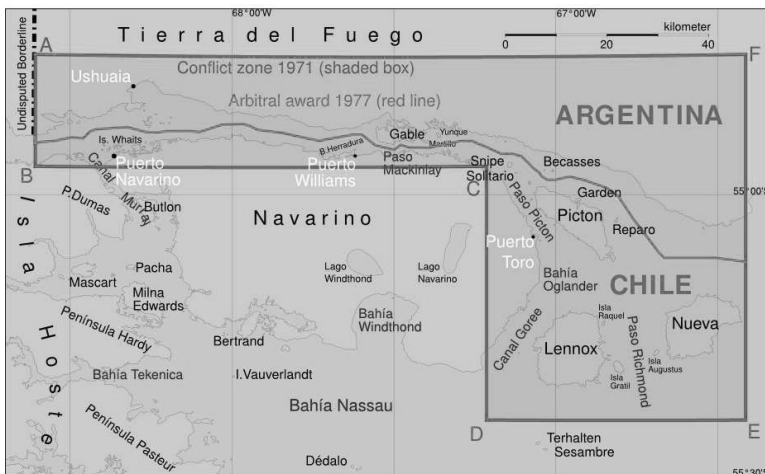 68°00'W
67°00'W
Tierra del Fuego
kilometer
0
20
40
Undisputed Borderline
A
F
Conflict zone 1971 (shaded box)
Ushuaia
Arbitral award 1977 (red line)
ARGENTINA
Is. Whaits
B.Herradura
Gable
Yunque
Martillo
Puerto
Navarino
Puerto
Williams
Paso
Mackinlay
Snipe
Solitario
Becasses
B
C
Canal Murray
55°00'S
P.Dumas
Butlon
Navarino
Paso Picton
Garden
Picton
Reparo
Puerto
Toro
Isla Hoste
Pacha
Mascart
Milna
Edwards
Lago
Windthond
Lago
Navarino
Bahía
Oglander
CHILE
Península Hardy
Bertrand
Bahía
Windthond
Canal Goree
Isla
Raquel
Paso Richmond
Nueva
Lennox
Bahía Tekenica
I.Vauverlandt
Isla
Gratil
Isla
Augustus
Península Pasteur
Bahía Nassau
D
E
Terhalten
Sesambre
Dédalo
55°30'S